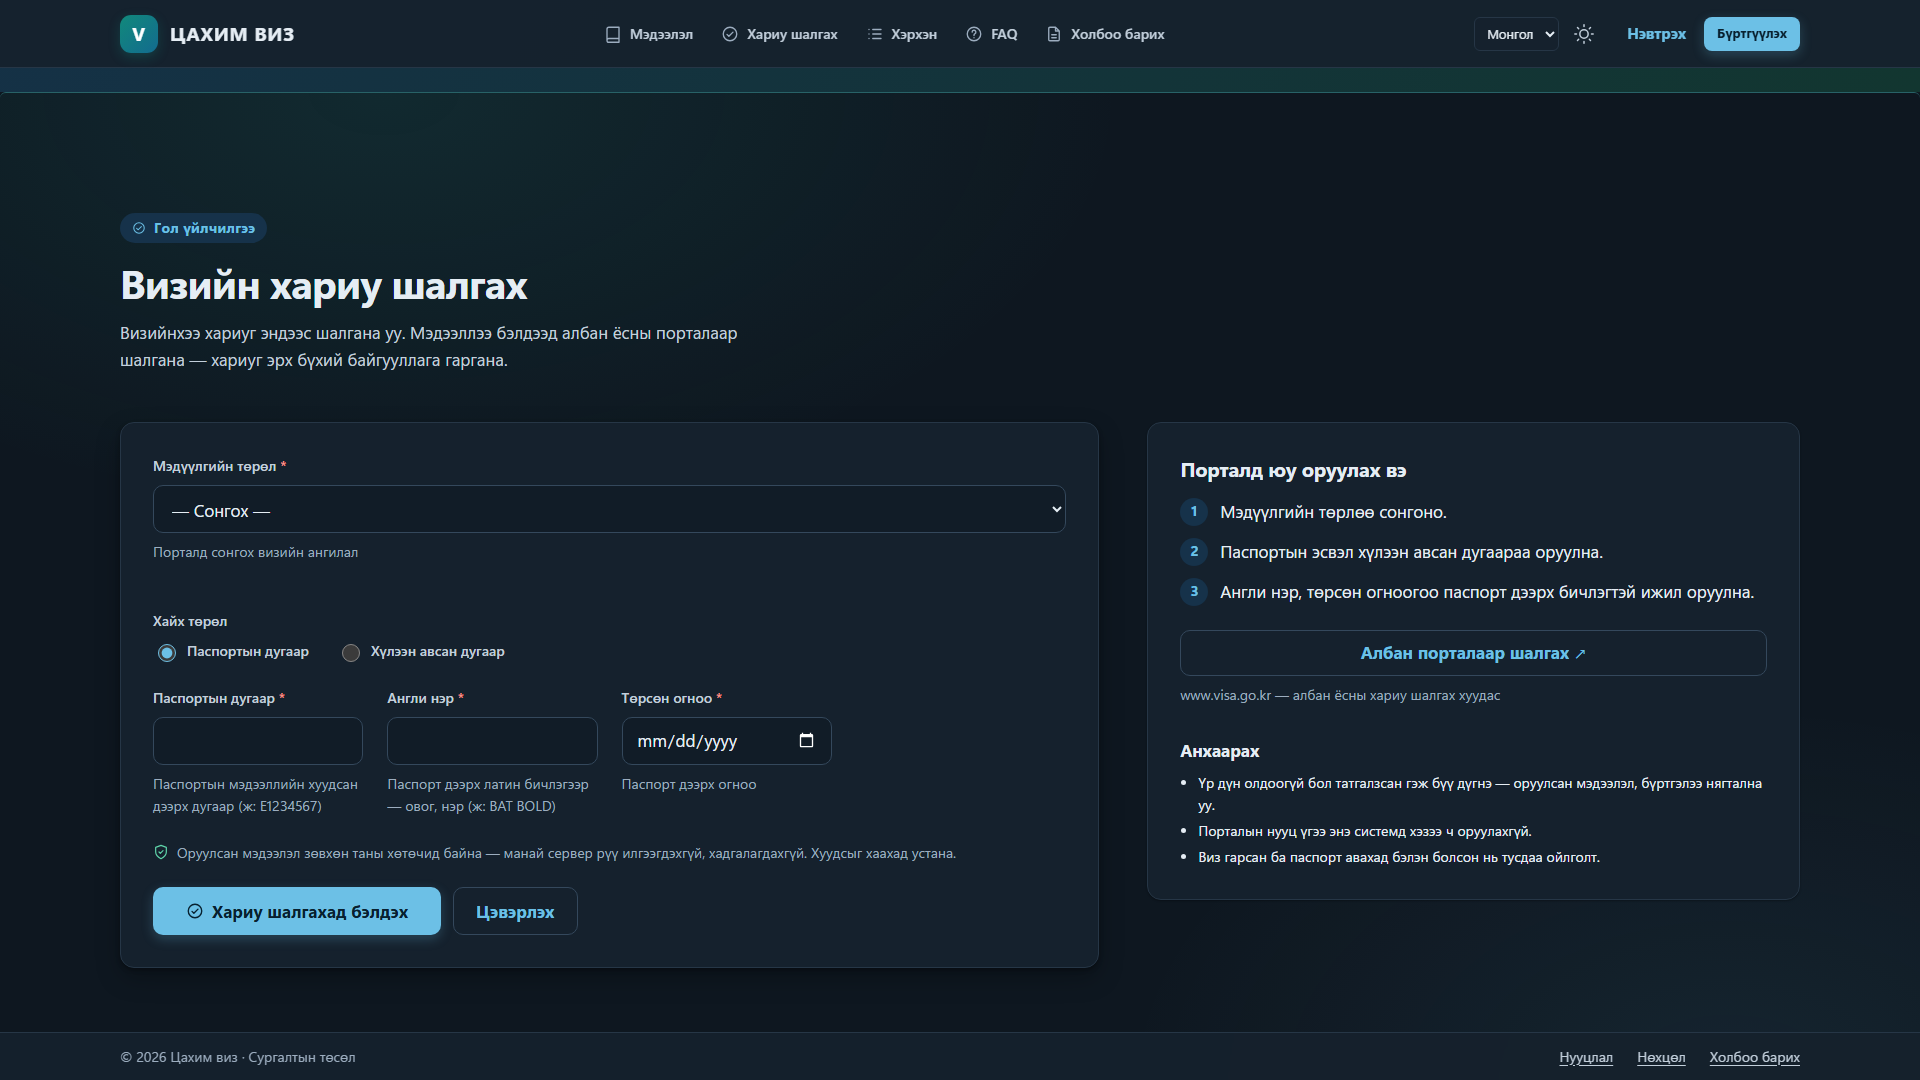 V ЦАХИМ ВИЗ
Мэдээлэл
Хариу шалгах
Хэрхэн
FAQ
Холбоо барих
Монгол
Нэвтрэх
Бүртгүүлэх
Гол үйлчилгээ
Визийн хариу шалгах
Визийнхээ хариуг эндээс шалгана уу. Мэдээллээ бэлдээд албан ёсны порталаар
шалгана — хариуг эрх бүхий байгууллага гаргана.
Мэдүүлгийн төрөл *
— Сонгох —
Порталд сонгох визийн ангилал
Хайх төрөл
Паспортын дугаар
Хүлээн авсан дугаар
Паспортын дугаар *
Англи нэр *
Төрсөн огноо *
mm/dd/yyyy
Паспортын мэдээллийн хуудсан
дээрх дугаар (ж: E1234567)
Паспорт дээрх латин бичлэгээр
— овог, нэр (ж: BAT BOLD)
Паспорт дээрх огноо
Оруулсан мэдээлэл зөвхөн таны хөтөчид байна — манай сервер рүү илгээгдэхгүй, хадгалагдахгүй. Хуудсыг хаахад устана.
Хариу шалгахад бэлдэх
Цэвэрлэх
Порталд юу оруулах вэ
1 Мэдүүлгийн төрлөө сонгоно.
2 Паспортын эсвэл хүлээн авсан дугаараа оруулна.
3 Англи нэр, төрсөн огноогоо паспорт дээрх бичлэгтэй ижил оруулна.
Албан порталаар шалгах ↗
www.visa.go.kr — албан ёсны хариу шалгах хуудас
Анхаарах
• Үр дүн олдоогүй бол татгалзсан гэж бүү дүгнэ — оруулсан мэдээлэл, бүртгэлээ нягтална
уу.
• Порталын нууц үгээ энэ системд хэзээ ч оруулахгүй.
• Виз гарсан ба паспорт авахад бэлэн болсон нь тусдаа ойлголт.
© 2026 Цахим виз · Сургалтын төсөл
Нууцлал
Нөхцөл
Холбоо барих